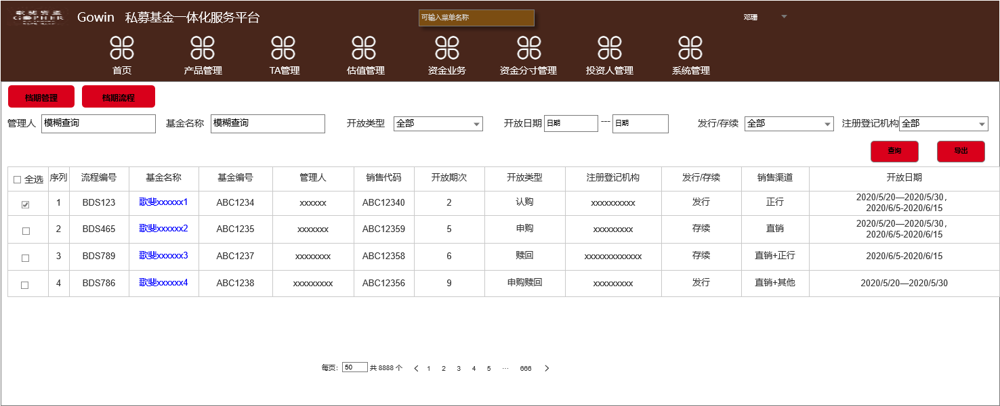 歌斐资产
GOPHER
Gowin 私募基金一体化服务平台
可输入菜单名称
邓珊
首页 产品管理 TA管理 估值管理 资金业务 资金分寸管理 投资人管理 系统管理
档期管理 档期流程
管理人 模糊查询 基金名称 模糊查询 开放类型 全部 开放日期 日期 --- 日期 发行/存续 全部 注册登记机构 全部
查询 导出
全选 序列 流程编号 基金名称 基金编号 管理人 销售代码 开放期次 开放类型 注册登记机构 发行/存续 销售渠道 开放日期
1 BDS123 歌斐xxxxxx1 ABC1234 xxxxxx ABC12340 2 认购 xxxxxxxxxx 发行 正行 2020/5/20—2020/5/30，
2020/6/5-2020/6/15
2 BDS465 歌斐xxxxxx2 ABC1235 xxxxxxx ABC12359 5 申购 xxxxxxxxx 存续 直销 2020/5/20—2020/5/30，
2020/6/5-2020/6/15
3 BDS789 歌斐xxxxxx3 ABC1237 xxxxxxxx ABC12358 6 赎回 xxxxxxxxxxxxx 存续 直销+正行 2020/6/5-2020/6/15
4 BDS786 歌斐xxxxxx4 ABC1238 xxxxxxxxx ABC12356 9 申购赎回 xxxxxxxxx 发行 直销+其他 2020/5/20—2020/5/30
每页: 50 共 8888 个 < 1 2 3 4 5 ... 666 >